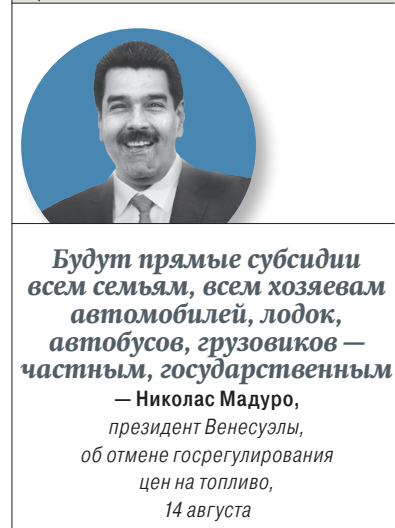 Будут прямые субсидии
всем семьям, всем хозяевам
автомобилей, лодок,
автобусов, грузовиков —
частным, государственным
— Николас Мадуро,
президент Венесуэлы,
об отмене госрегулирования
цен на топливо,
14 августа